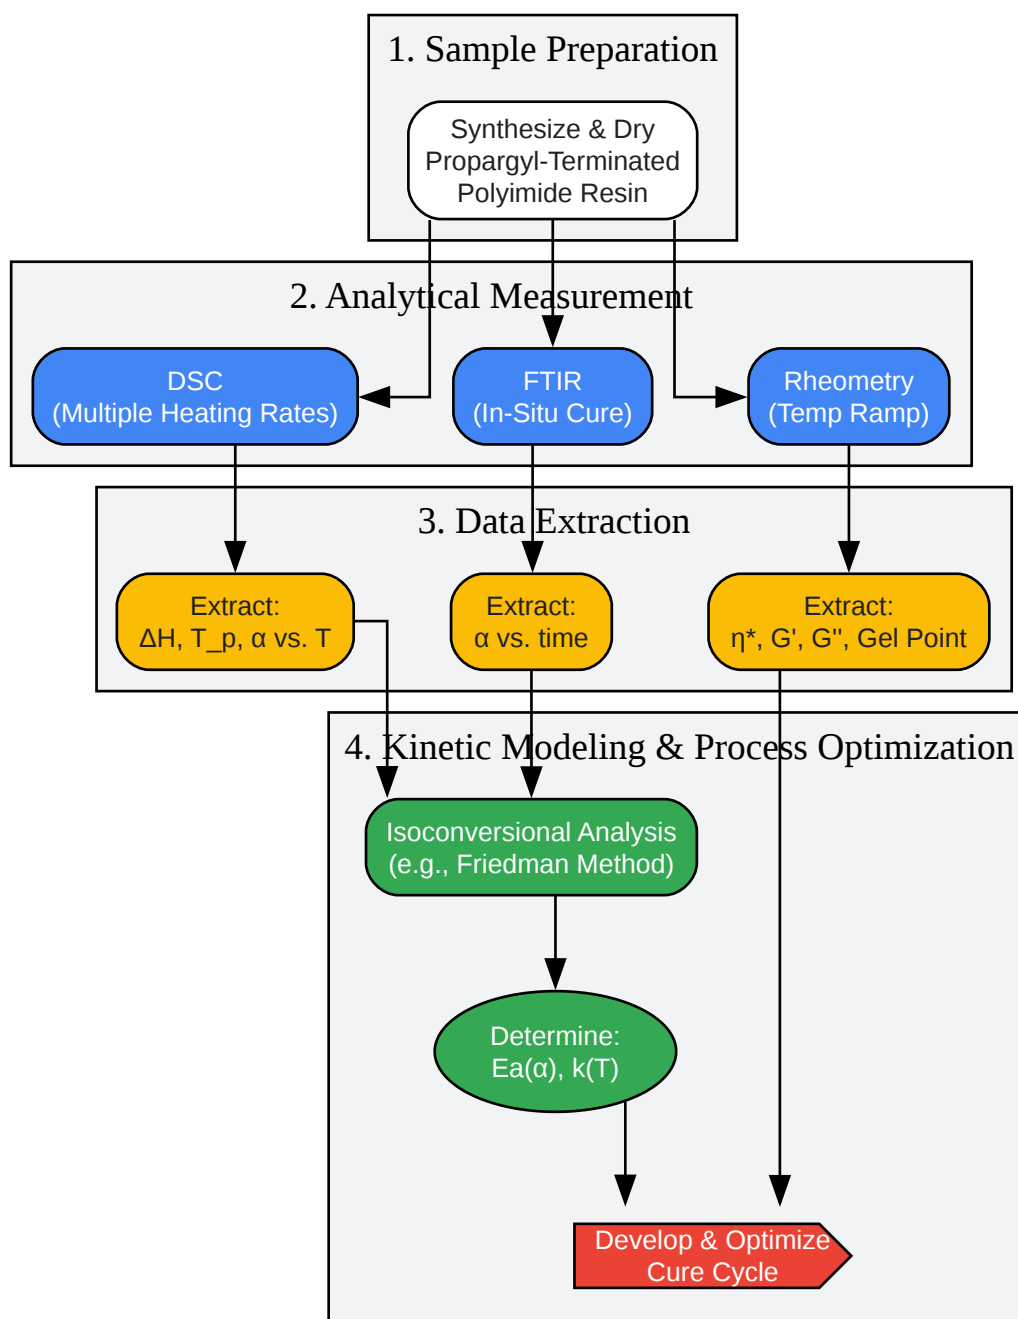 1. Sample Preparation
Synthesize & Dry
Propargyl-Terminated
Polyimide Resin
2. Analytical Measurement
DSC
(Multiple Heating Rates)
FTIR
(In-Situ Cure)
Rheometry
(Temp Ramp)
3. Data Extraction
Extract:
ΔH, T_p, α vs. T
Extract:
α vs. time
Extract:
η*, G', G'', Gel Point
4. Kinetic Modeling & Process Optimization
Isoconversional Analysis
(e.g., Friedman Method)
Determine:
Ea(α), k(T)
Develop & Optimize
Cure Cycle